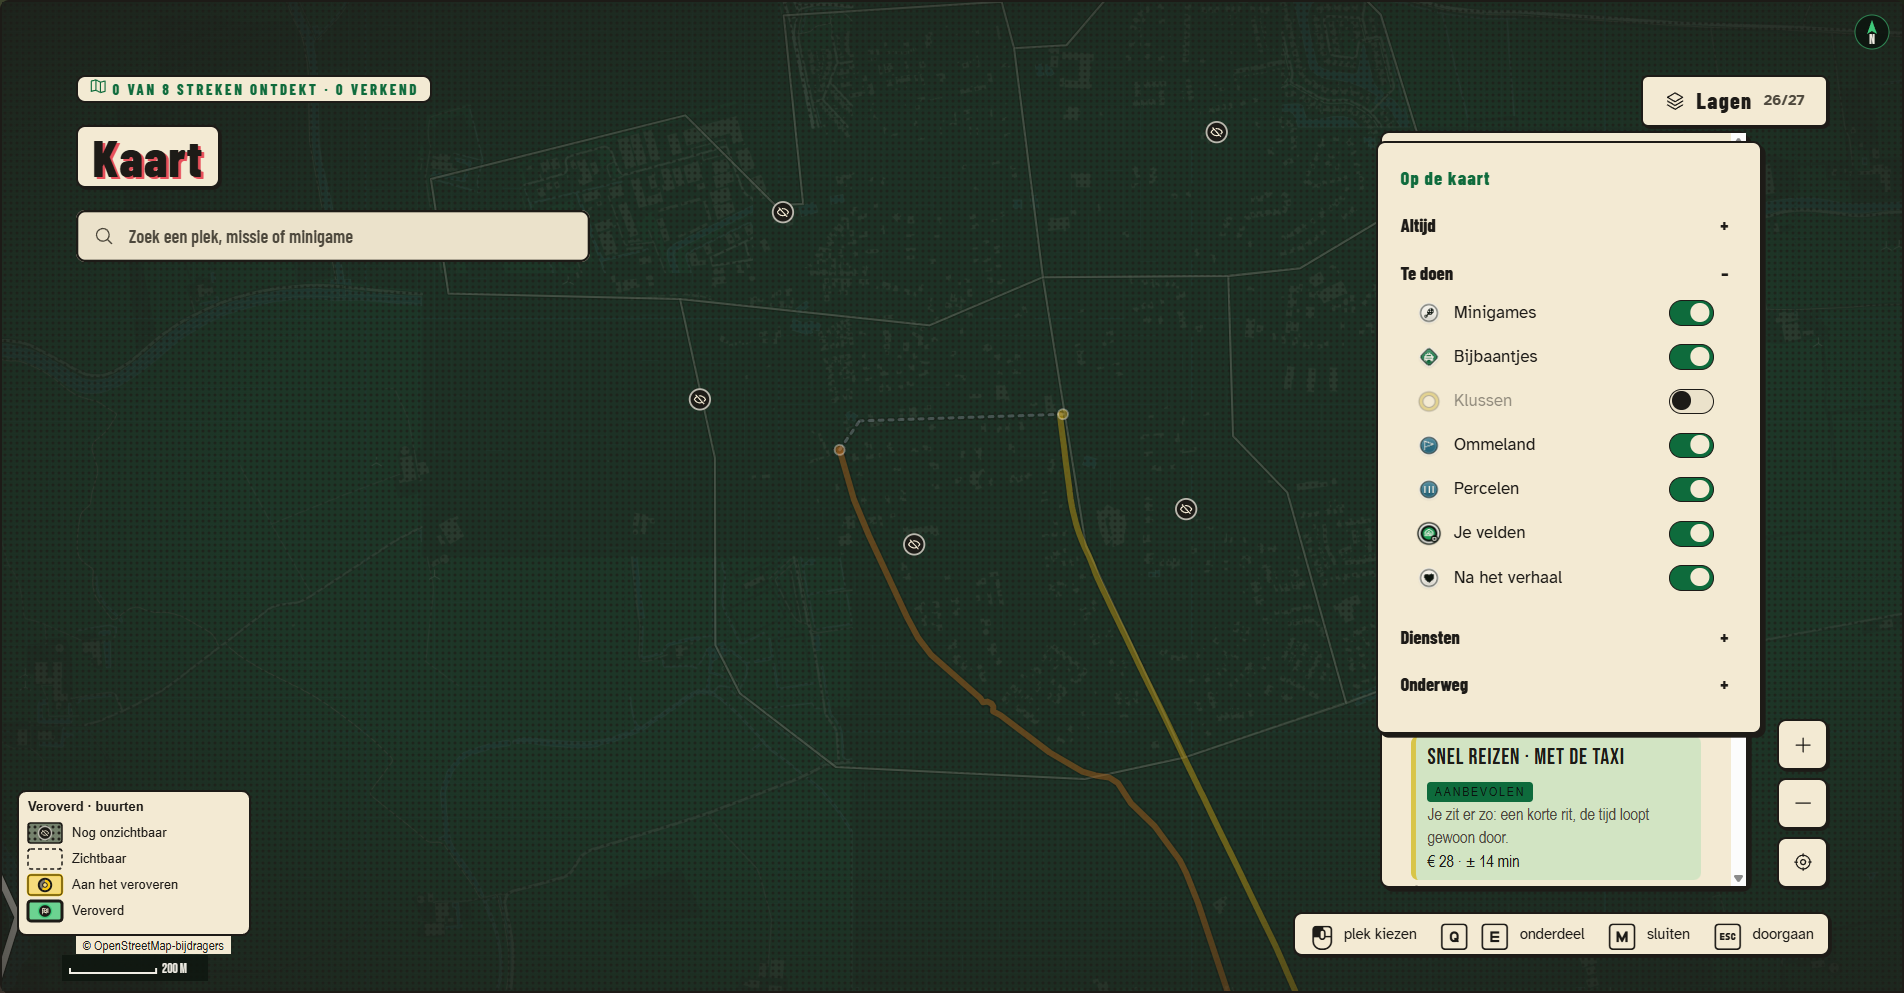 N
0 VAN 8 STREKEN ONTDEKT · 0 VERKEND
Kaart
Zoek een plek, missie of minigame
Lagen 26/27
Op de kaart
Altijd +
Te doen -
Minigames
Bijbaantjes
Klussen
Ommeland
Percelen
Je velden
Na het verhaal
Diensten +
Onderweg +
SNEL REIZEN · MET DE TAXI
AANBEVOLEN
Je zit er zo: een korte rit, de tijd loopt
gewoon door.
€ 28 · ± 14 min
Veroverd · buurten
Nog onzichtbaar
Zichtbaar
Aan het veroveren
Veroverd
© OpenStreetMap-bijdragers
200 M
plek kiezen Q E onderdeel M sluiten ESC doorgaan